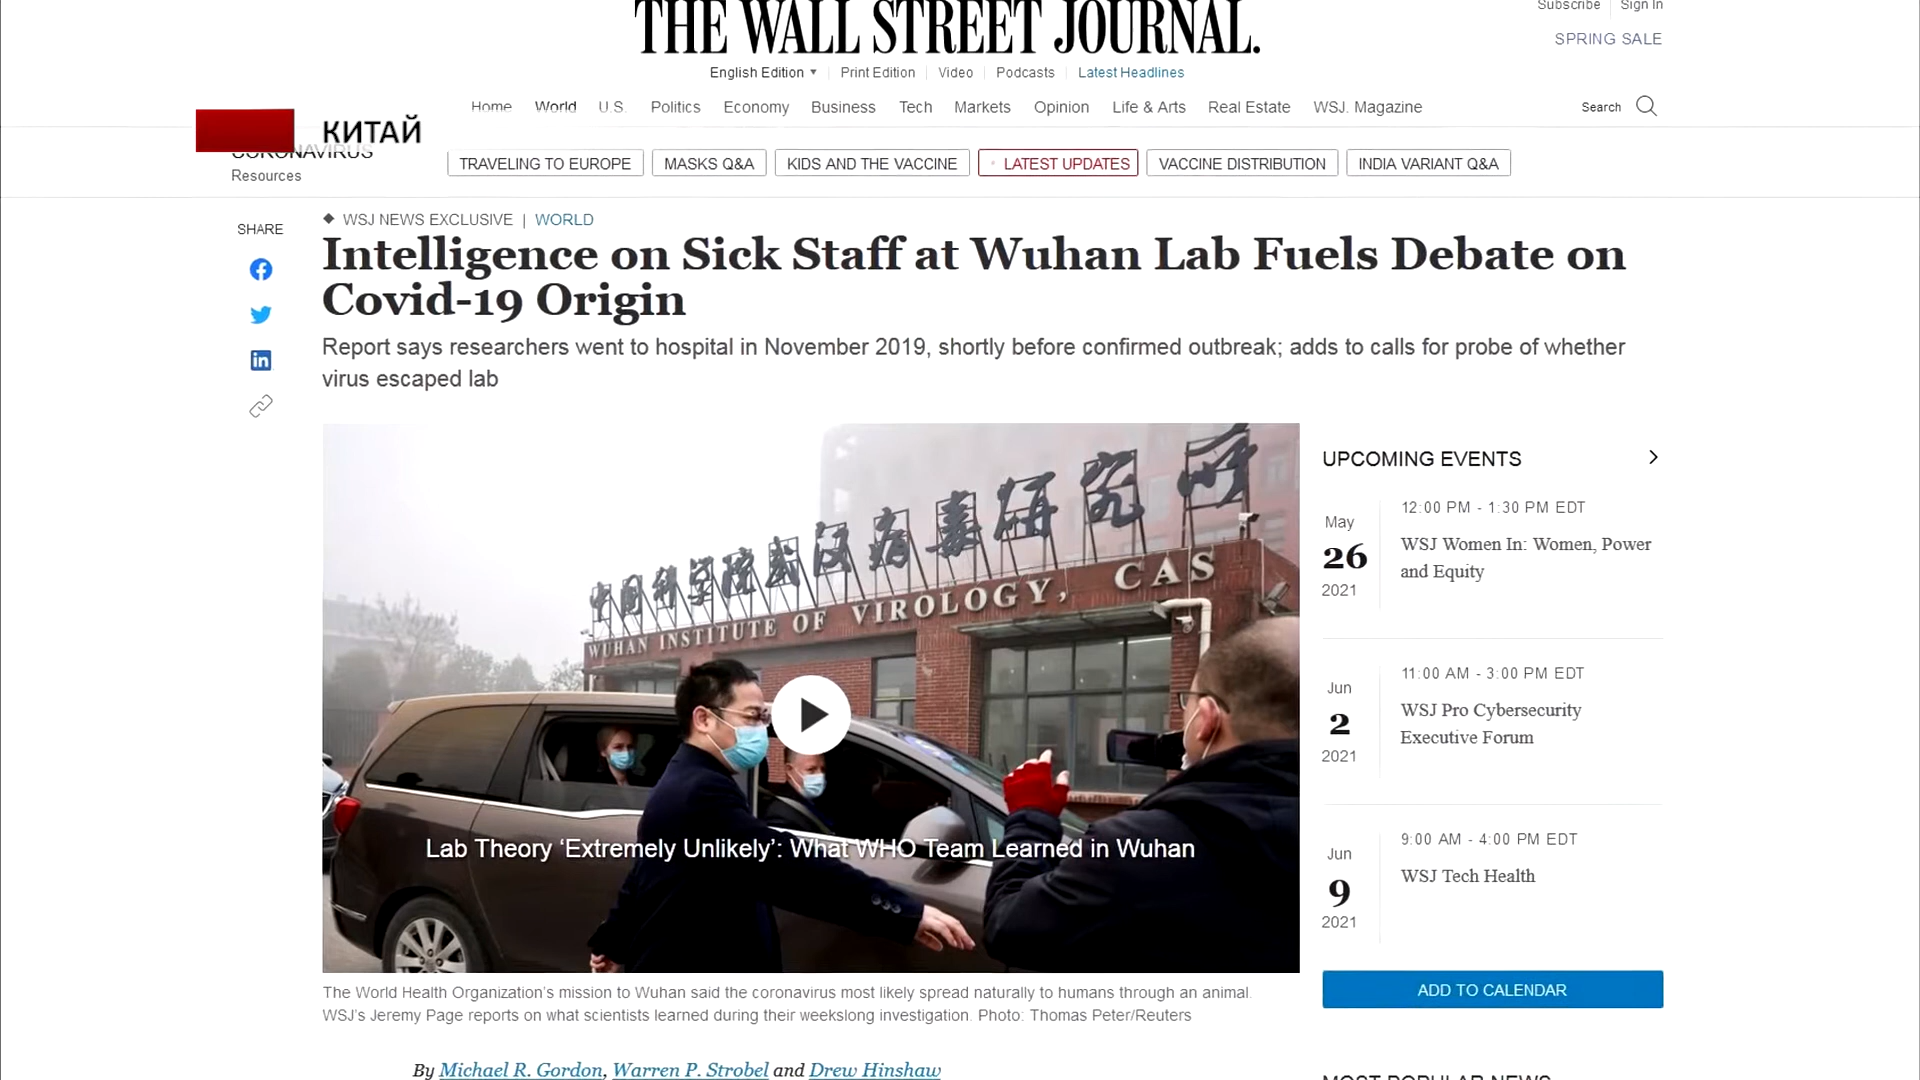 THE WALL STREET JOURNAL.
Subscribe Sign In
SPRING SALE
English Edition Print Edition Video Podcasts Latest Headlines
Home World U.S. Politics Economy Business Tech Markets Opinion Life & Arts Real Estate WSJ. Magazine Search
КИТАЙ
CORONAVIRUS
Resources
TRAVELING TO EUROPE MASKS Q&A KIDS AND THE VACCINE LATEST UPDATES VACCINE DISTRIBUTION INDIA VARIANT Q&A
SHARE
WSJ NEWS EXCLUSIVE | WORLD
Intelligence on Sick Staff at Wuhan Lab Fuels Debate on
Covid-19 Origin
Report says researchers went to hospital in November 2019, shortly before confirmed outbreak; adds to calls for probe of whether
virus escaped lab
中国科学院武汉病毒研究所
WUHAN INSTITUTE OF VIROLOGY, CAS
Lab Theory ‘Extremely Unlikely’: What WHO Team Learned in Wuhan
The World Health Organization’s mission to Wuhan said the coronavirus most likely spread naturally to humans through an animal.
WSJ’s Jeremy Page reports on what scientists learned during their weekslong investigation. Photo: Thomas Peter/Reuters
By Michael R. Gordon, Warren P. Strobel and Drew Hinshaw
UPCOMING EVENTS
May
26
2021
12:00 PM - 1:30 PM EDT
WSJ Women In: Women, Power
and Equity
Jun
2
2021
11:00 AM - 3:00 PM EDT
WSJ Pro Cybersecurity
Executive Forum
Jun
9
2021
9:00 AM - 4:00 PM EDT
WSJ Tech Health
ADD TO CALENDAR
MOST POPULAR NEWS